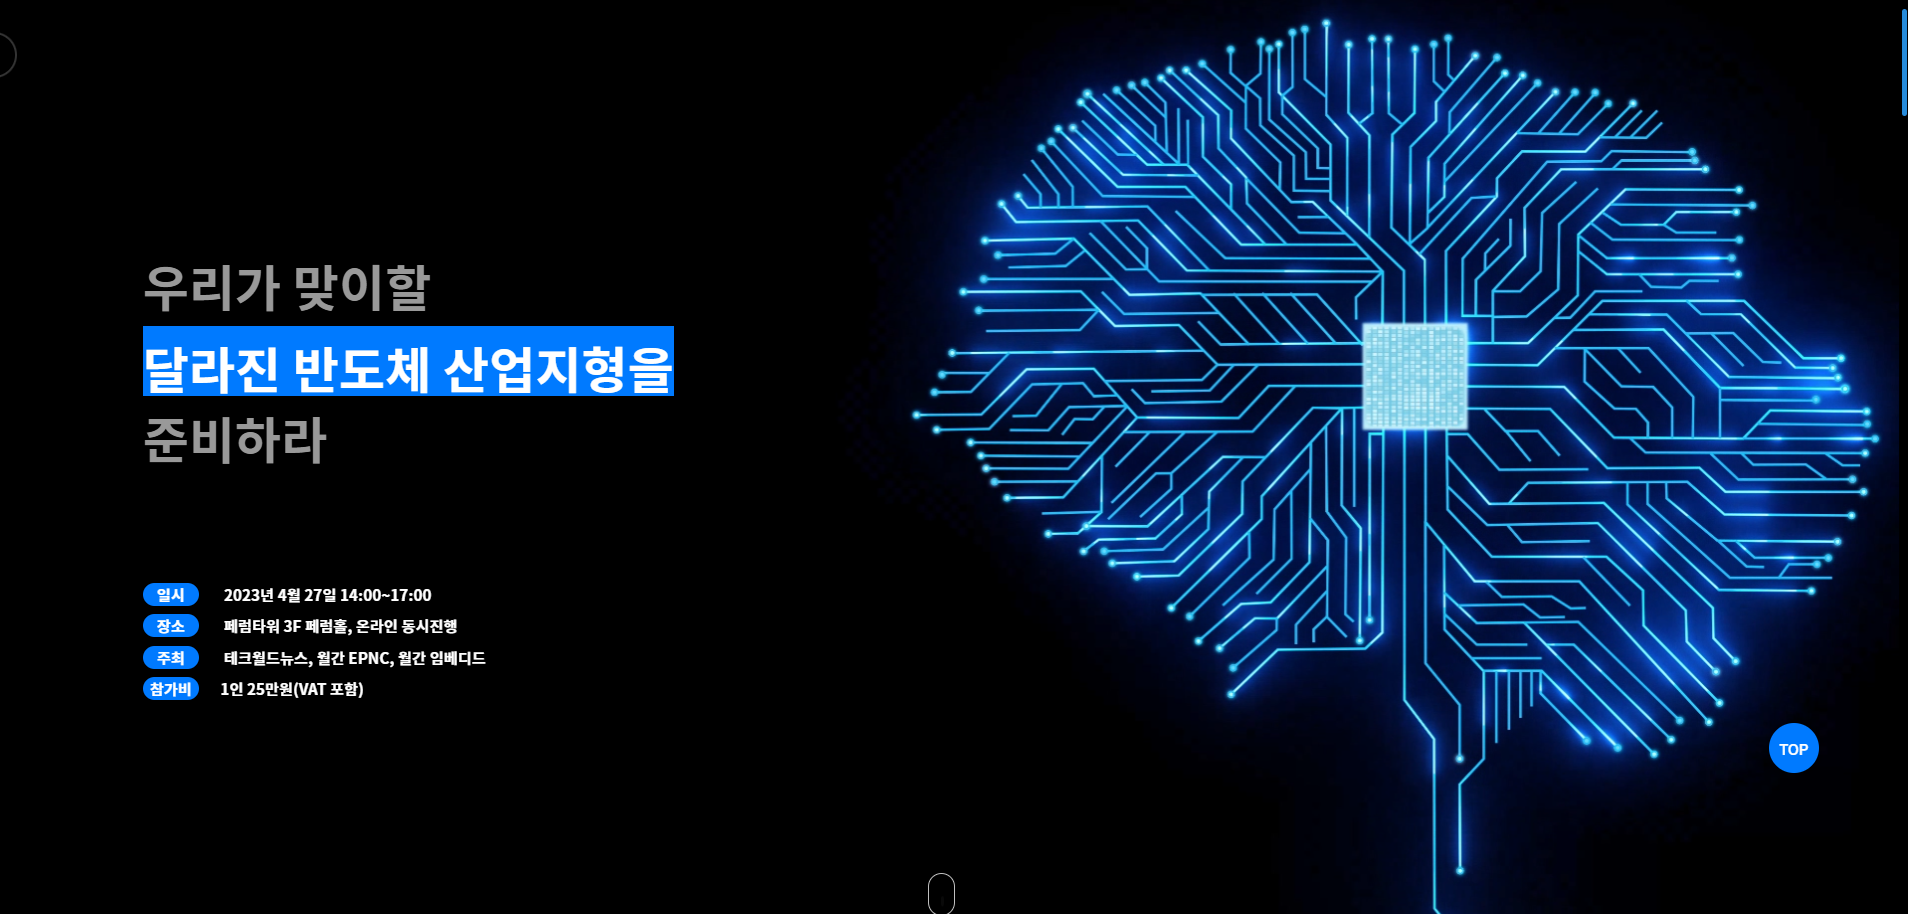 우리가 맞이할
달라진 반도체 산업지형을
준비하라
일시 2023년 4월 27일 14:00~17:00
장소 페럼타워 3F 페럼홀, 온라인 동시진행
주최 테크월드뉴스, 월간 EPNC, 월간 임베디드
참가비 1인 25만원(VAT 포함)
TOP